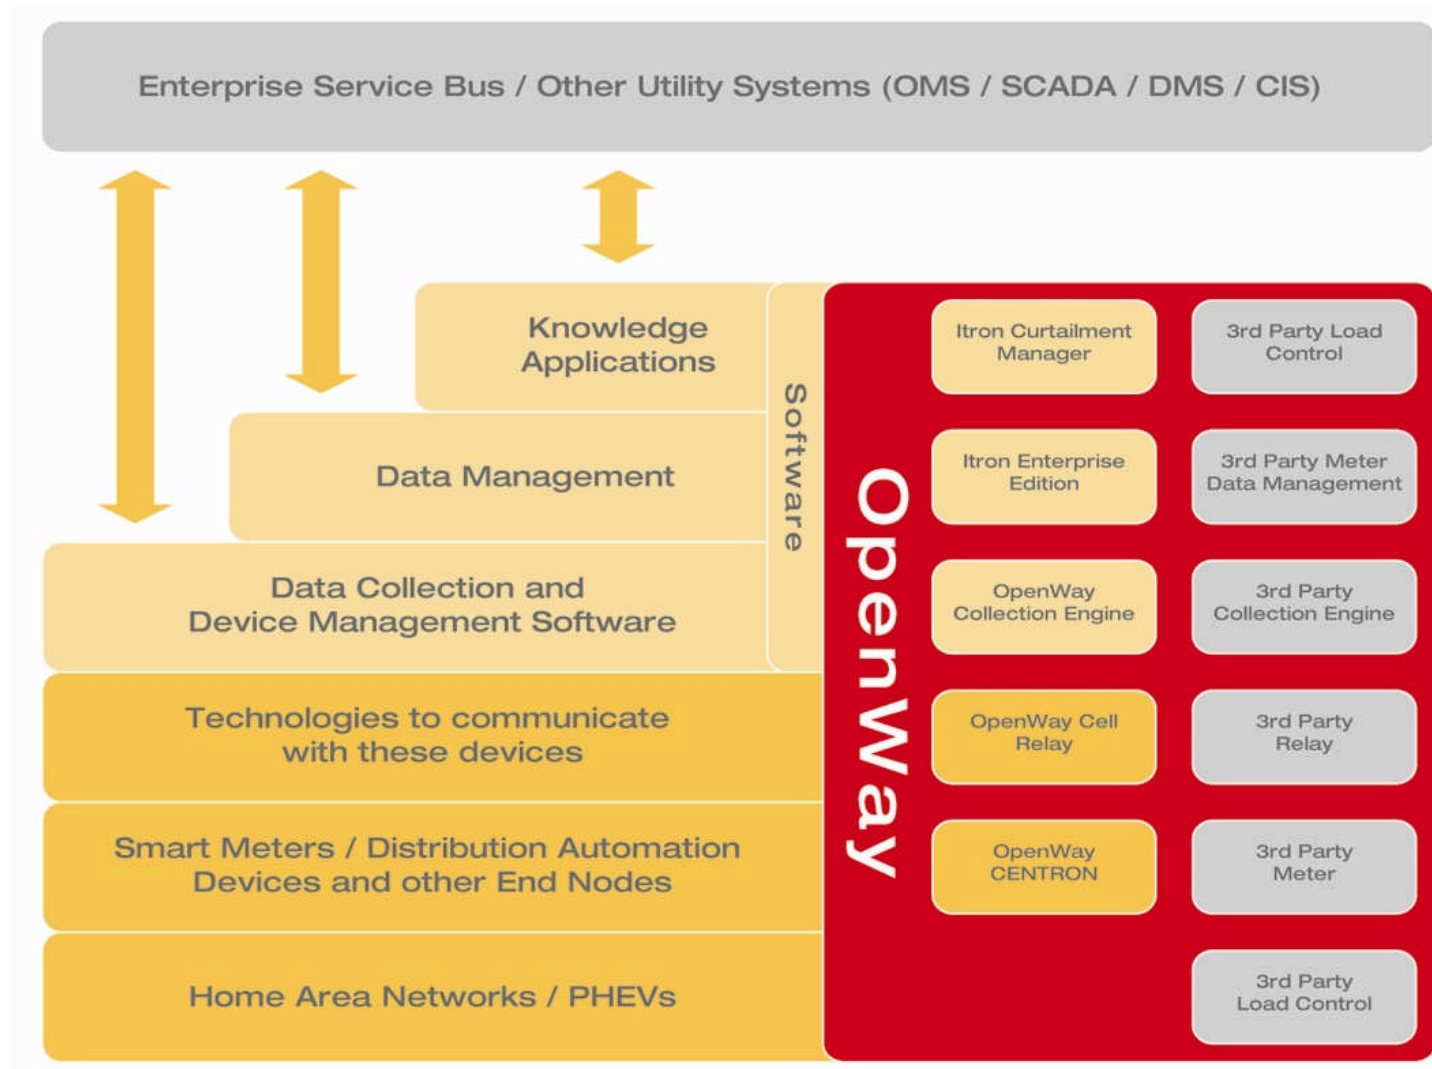 Enterprise Service Bus / Other Utility Systems (OMS / SCADA / DMS / CIS)
Knowledge
Applications
Data Management
Data Collection and
Device Management Software
Technologies to communicate
with these devices
Smart Meters / Distribution Automation
Devices and other End Nodes
Home Area Networks / PHEVs
Software
OpenWay
Itron Curtailment
Manager
3rd Party Load
Control
Itron Enterprise
Edition
3rd Party Meter
Data Management
OpenWay
Collection Engine
3rd Party
Collection Engine
OpenWay Cell
Relay
3rd Party
Relay
OpenWay
CENTRON
3rd Party
Meter
3rd Party
Load Control